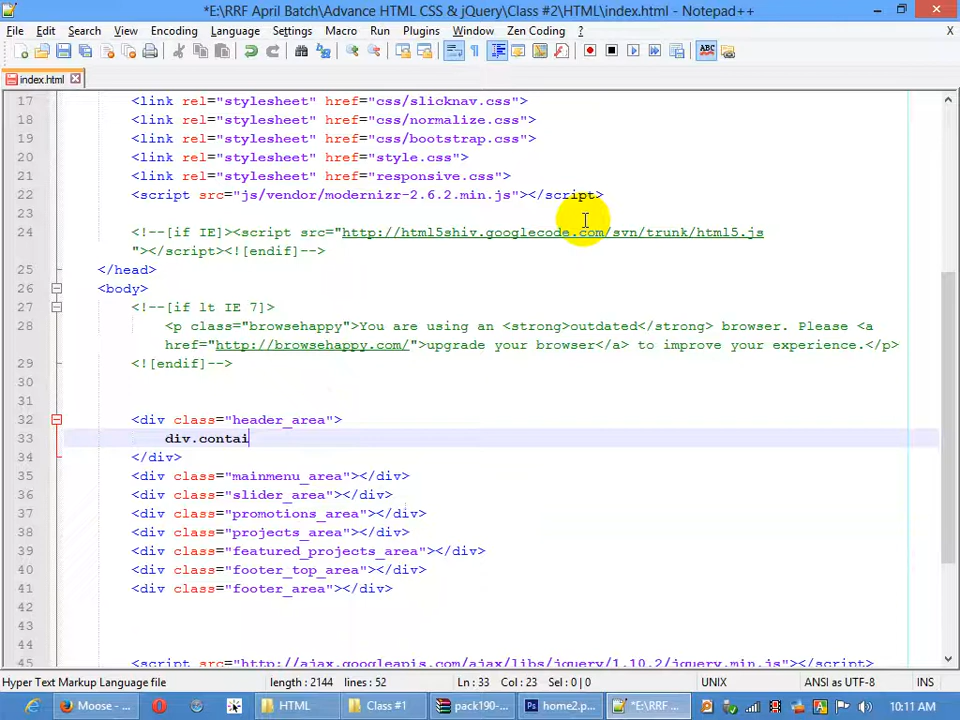 *E:\RRF April Batch\Advance HTML CSS & jQuery\Class #2\HTML\index.html - Notepad++
File Edit Search View Encoding Language Settings Macro Run Plugins Window Zen Coding ? X
ABC
index.html
17 <link rel="stylesheet" href="css/slicknav.css">
18 <link rel="stylesheet" href="css/normalize.css">
19 <link rel="stylesheet" href="css/bootstrap.css">
20 <link rel="stylesheet" href="style.css">
21 <link rel="stylesheet" href="responsive.css">
22 <script src="js/vendor/modernizr-2.6.2.min.js"></script>
23
24 <!--[if IE]><script src="http://html5shiv.googlecode.com/svn/trunk/html5.js
"></script><![endif]-->
25 </head>
26 <body>
27 <!--[if lt IE 7]>
28 <p class="browsehappy">You are using an <strong>outdated</strong> browser. Please <a
href="http://browsehappy.com/">upgrade your browser</a> to improve your experience.</p>
29 <![endif]-->
30
31
32 <div class="header_area">
33 div.contai
34 </div>
35 <div class="mainmenu_area"></div>
36 <div class="slider_area"></div>
37 <div class="promotions_area"></div>
38 <div class="projects_area"></div>
39 <div class="featured_projects_area"></div>
40 <div class="footer_top_area"></div>
41 <div class="footer_area"></div>
42
43
44
45 <script src="http://ajax.googleapis.com/ajax/libs/jquery/1.10.2/jquery.min.js"></script>
Hyper Text Markup Language file length : 2144 lines : 52 Ln : 33 Col : 23 Sel : 0 | 0 UNIX ANSI as UTF-8 INS
Moose - ... HTML Class #1 pack190-... home2.p... *E:\RRF ... 10:11 AM